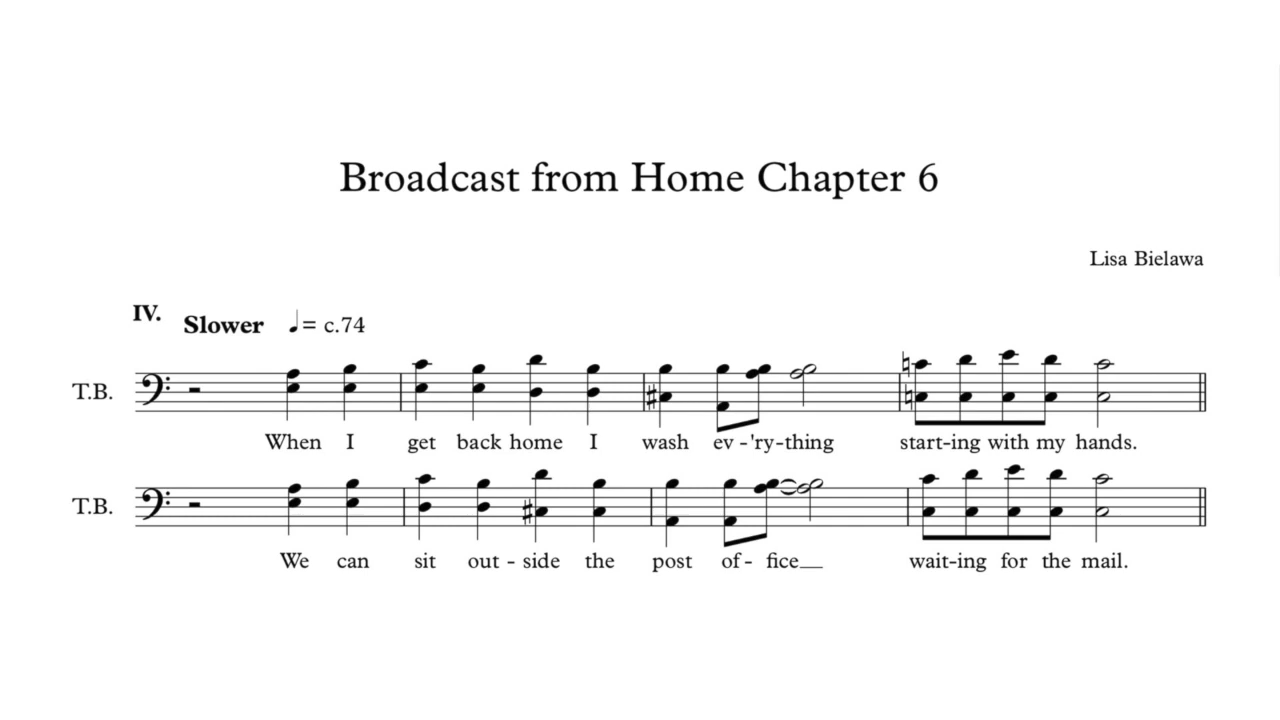 Broadcast from Home Chapter 6
Lisa Bielawa
IV.
Slower ♩= c.74
T.B.
When I get back home I wash ev -'ry-thing start-ing with my hands.
T.B.
We can sit out - side the post of - fice__ wait-ing for the mail.